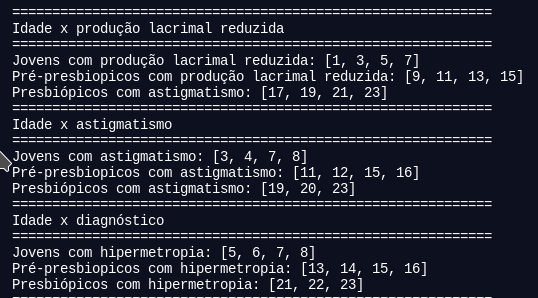 ============================================================
Idade x produção lacrimal reduzida
============================================================
Jovens com produção lacrimal reduzida: [1, 3, 5, 7]
Pré-presbiopicos com produção lacrimal reduzida: [9, 11, 13, 15]
Presbiópicos com astigmatismo: [17, 19, 21, 23]
============================================================
Idade x astigmatismo
============================================================
Jovens com astigmatismo: [3, 4, 7, 8]
Pré-presbiopicos com astigmatismo: [11, 12, 15, 16]
Presbiópicos com astigmatismo: [19, 20, 23]
============================================================
Idade x diagnóstico
============================================================
Jovens com hipermetropia: [5, 6, 7, 8]
Pré-presbiopicos com hipermetropia: [13, 14, 15, 16]
Presbiópicos com hipermetropia: [21, 22, 23]
============================================================